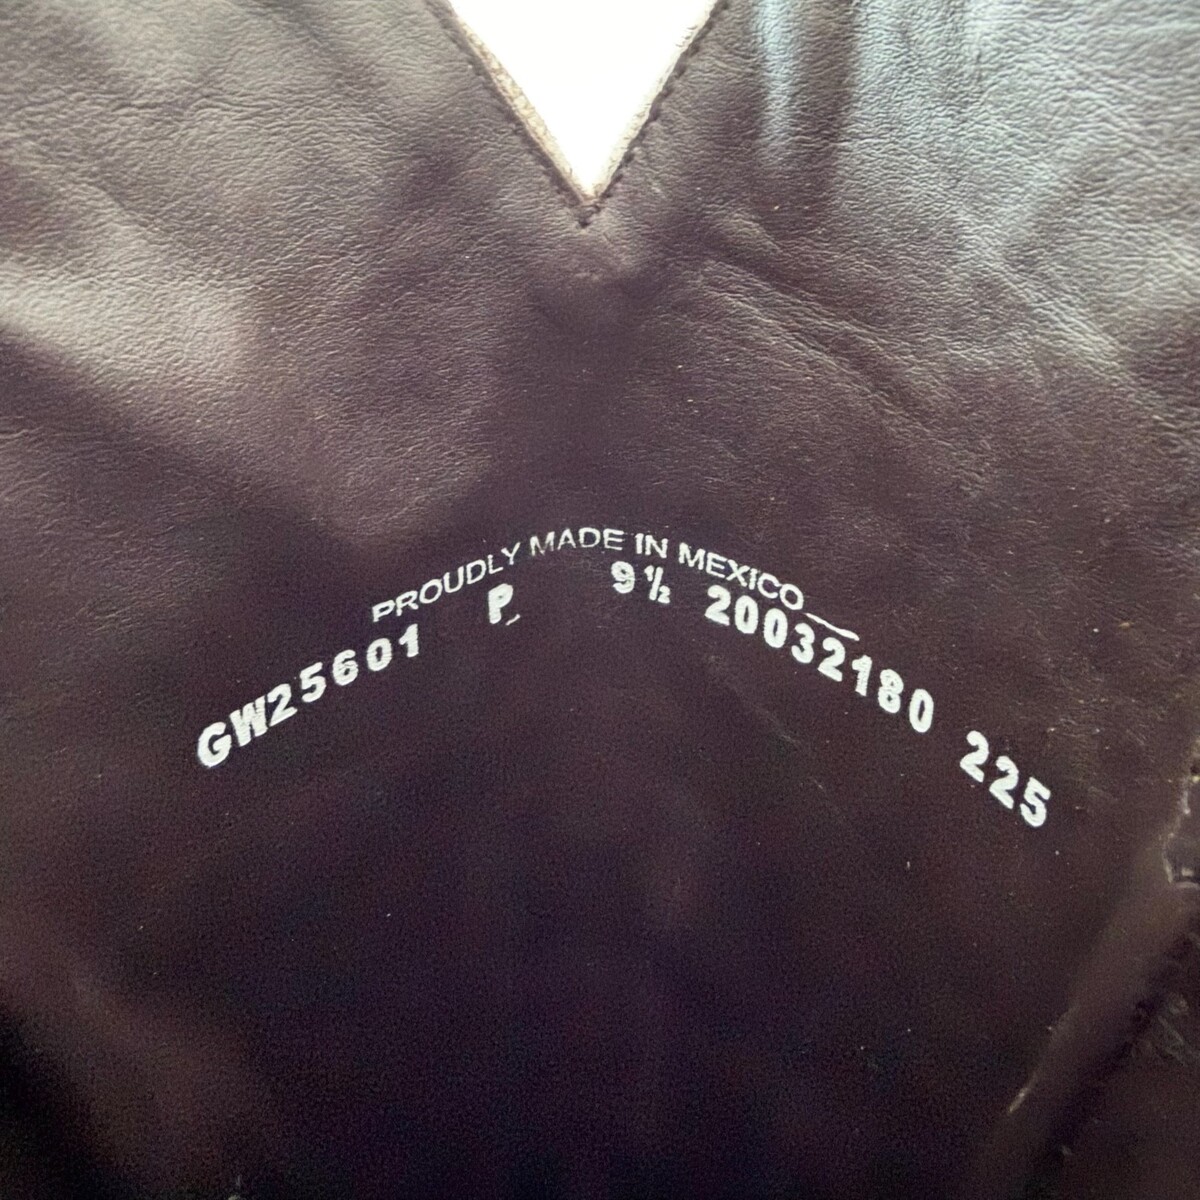 PROUDLY MADE IN MEXICO
GW25601 P 9½ 20032180 225